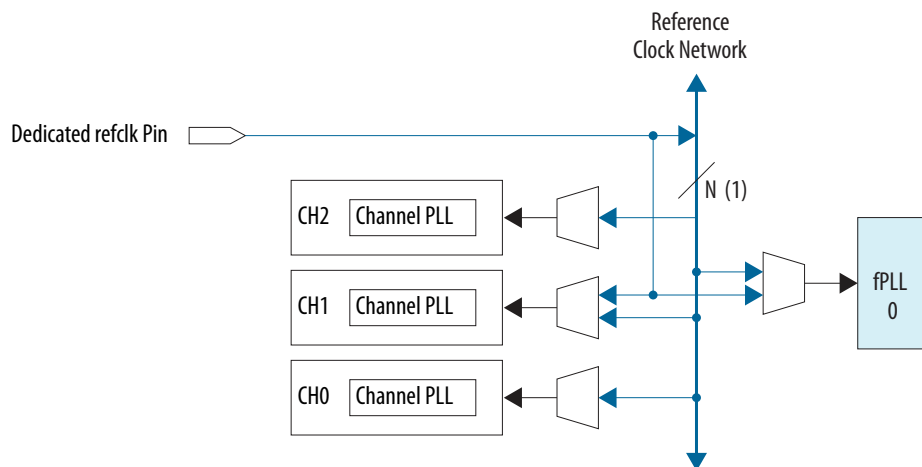 Reference
Clock Network
Dedicated refclk Pin
N (1)
CH2 Channel PLL
CH1 Channel PLL
fPLL
0
CH0 Channel PLL